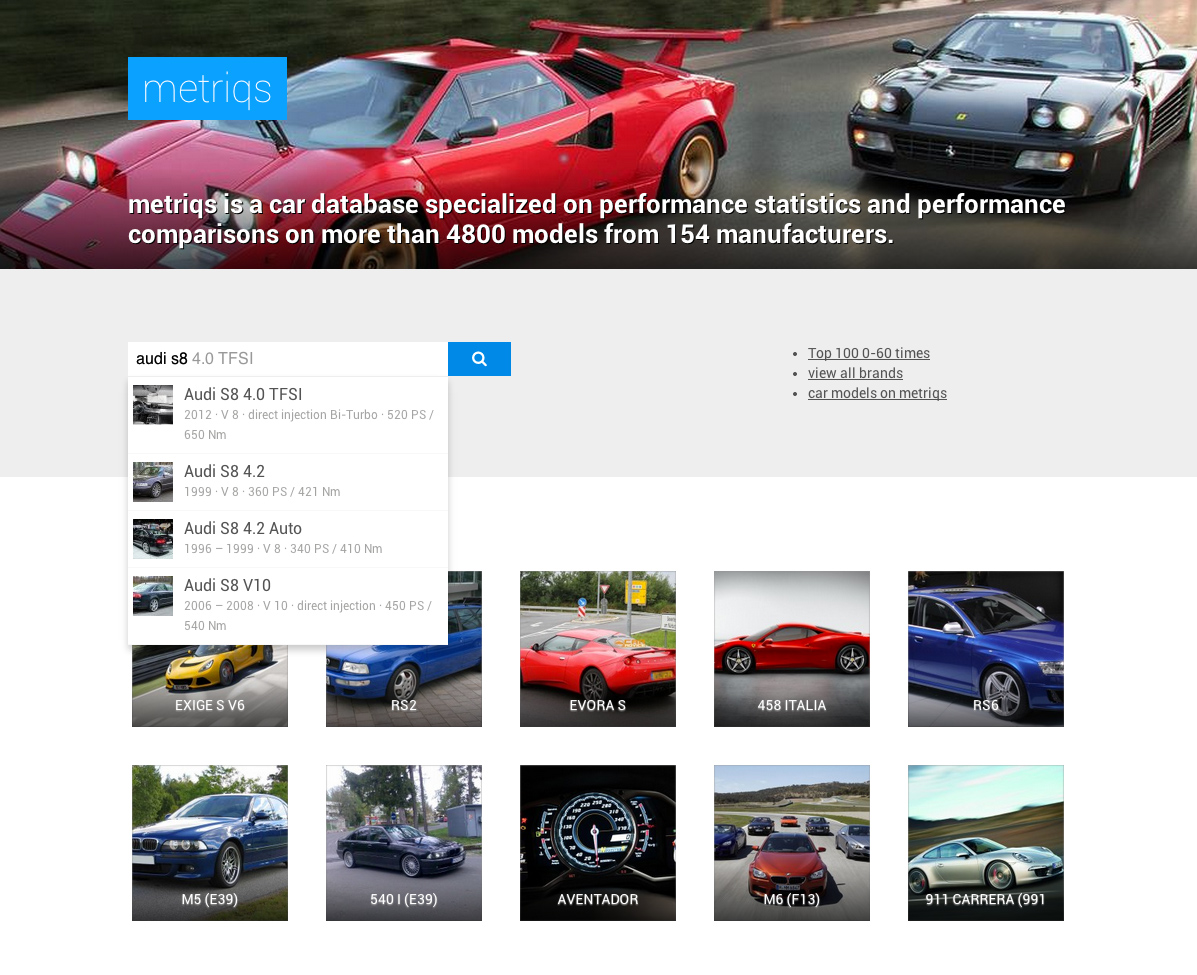 metriqs
metriqs is a car database specialized on performance statistics and performance
comparisons on more than 4800 models from 154 manufacturers.
audi s8 4.0 TFSI
Audi S8 4.0 TFSI
2012 · V 8 · direct injection Bi-Turbo · 520 PS /
650 Nm
Audi S8 4.2
1999 · V 8 · 360 PS / 421 Nm
Audi S8 4.2 Auto
1996 – 1999 · V 8 · 340 PS / 410 Nm
Audi S8 V10
2006 – 2008 · V 10 · direct injection · 450 PS /
540 Nm
Top 100 0-60 times
view all brands
car models on metriqs
EXIGE S V6
RS2
EVORA S
458 ITALIA
RS6
M5 (E39)
540 I (E39)
AVENTADOR
M6 (F13)
911 CARRERA (991